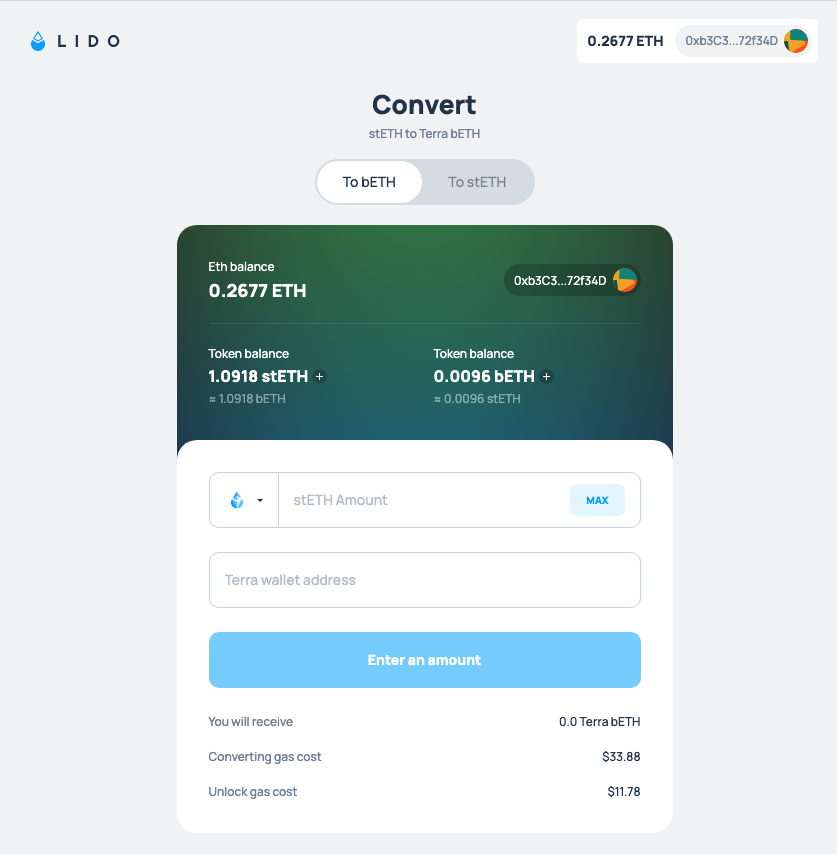 LIDO
0.2677 ETH
0xb3C3...72f34D
Convert
stETH to Terra bETH
To bETH
To stETH
Eth balance
0.2677 ETH
0xb3C3...72f34D
Token balance
1.0918 stETH +
≈ 1.0918 bETH
Token balance
0.0096 bETH +
≈ 0.0096 stETH
stETH Amount
MAX
Terra wallet address
Enter an amount
You will receive
0.0 Terra bETH
Converting gas cost
$33.88
Unlock gas cost
$11.78